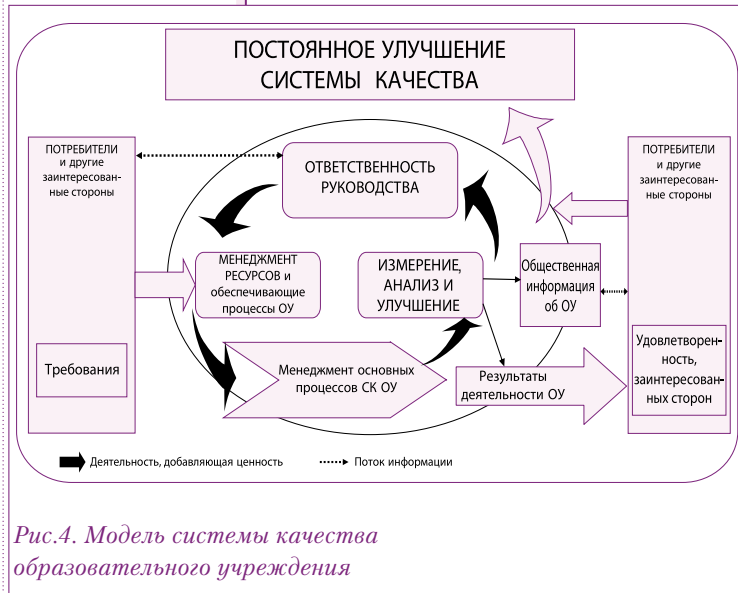 ПОСТОЯННОЕ УЛУЧШЕНИЕ
СИСТЕМЫ КАЧЕСТВА
ПОТРЕБИТЕЛИ
и другие
заинтересован-
ные стороны
Требования
ОТВЕТСТВЕННОСТЬ
РУКОВОДСТВА
МЕНЕДЖМЕНТ
РЕСУРСОВ и
обеспечивающие
процессы ОУ
ИЗМЕРЕНИЕ,
АНАЛИЗ И
УЛУЧШЕНИЕ
Общественная
информация
об ОУ
Менеджмент основных
процессов СК ОУ
Результаты
деятельности ОУ
ПОТРЕБИТЕЛИ
и другие
заинтересован-
ные стороны
Удовлетворен-
ность,
заинтересован-
ных сторон
Деятельность, добавляющая ценность
Поток информации
Рис.4. Модель системы качества
образовательного учреждения